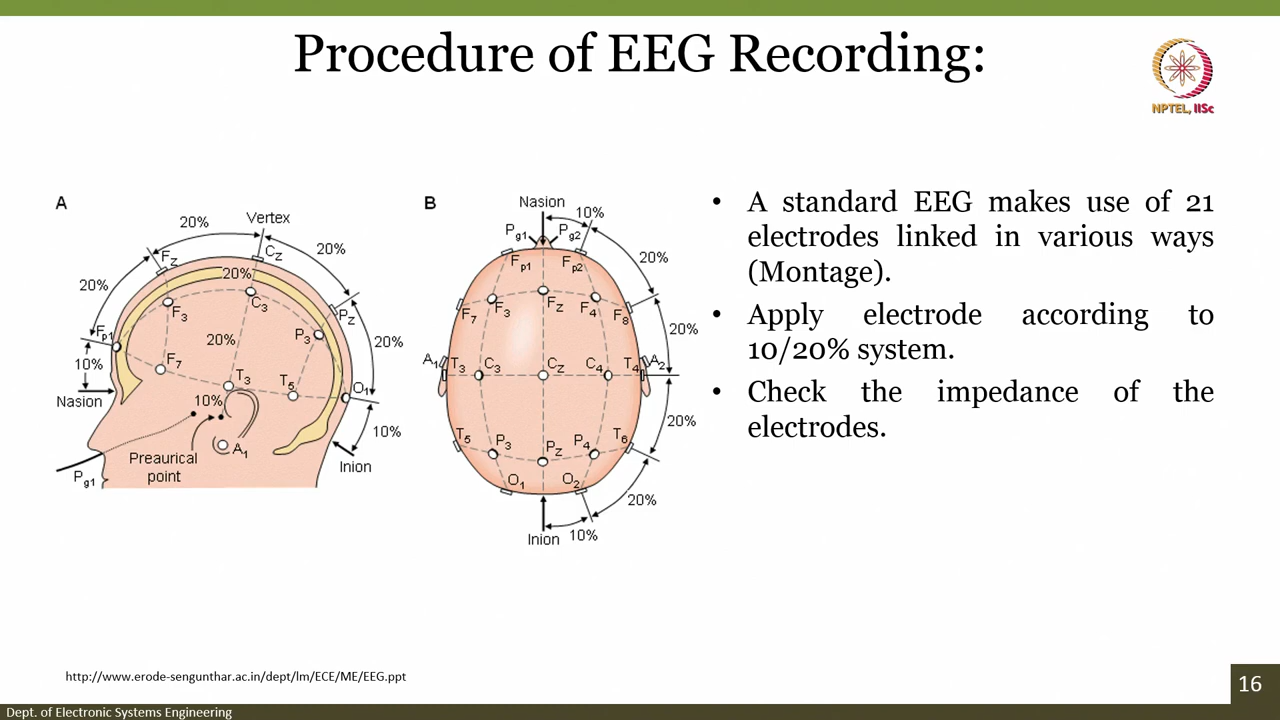 Procedure of EEG Recording:
NPTEL, IISc
A
20%
Vertex
Fz
Cz
20%
20%
20%
F3
C3
Pz
Fp1
P3
20%
20%
10%
F7
T3
T5
O1
Nasion
10%
A1
10%
Preaurical
point
Inion
Pg1
B
Nasion
10%
Pg1
Pg2
Fp1
Fp2
20%
F7
F3
Fz
F4
F8
20%
A1
T3
C3
Cz
C4
T4
A2
20%
T5
P3
Pz
P4
T6
O1
O2
20%
Inion
10%
• A standard EEG makes use of 21
electrodes linked in various ways
(Montage).
• Apply electrode according to
10/20% system.
• Check the impedance of the
electrodes.
http://www.erode-sengunthar.ac.in/dept/lm/ECE/ME/EEG.ppt
16
Dept. of Electronic Systems Engineering